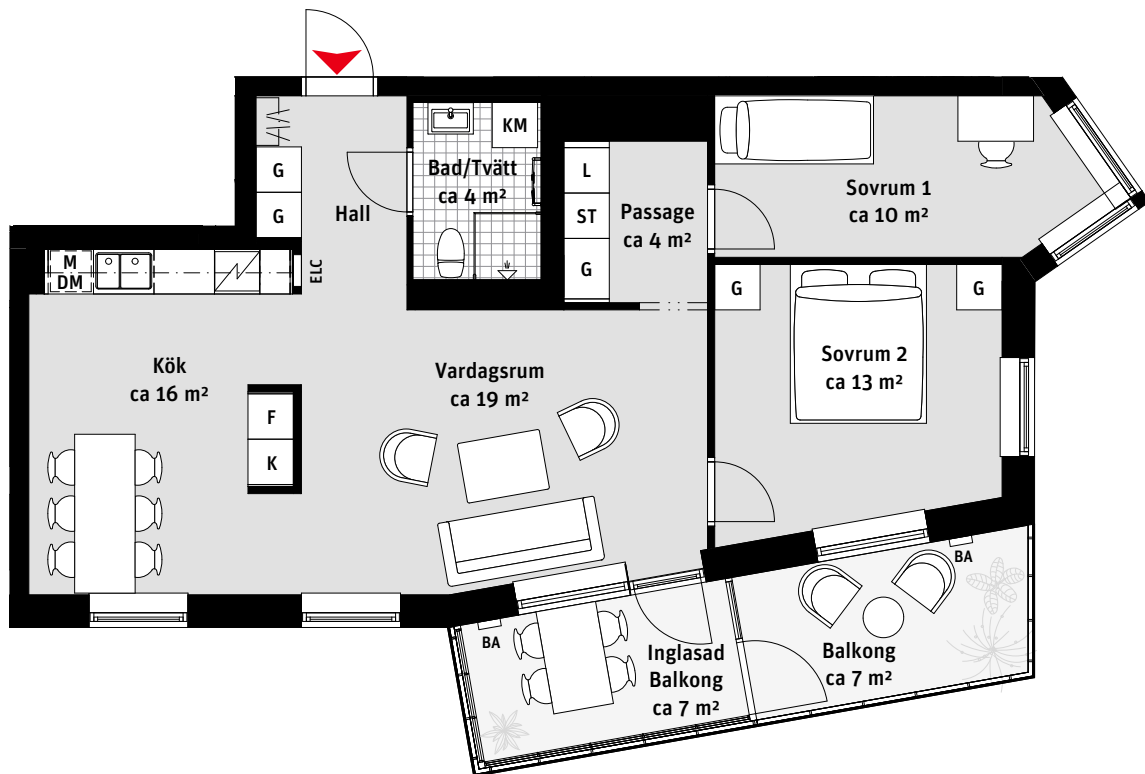 KM
G
Bad/Tvätt
ca 4 m²
L
Sovrum 1
ca 10 m²
G
Hall
ST
Passage
ca 4 m²
G
M
DM
ELC
G
G
Sovrum 2
ca 13 m²
Kök
ca 16 m²
Vardagsrum
ca 19 m²
F
K
BA
BA
Inglasad
Balkong
ca 7 m²
Balkong
ca 7 m²